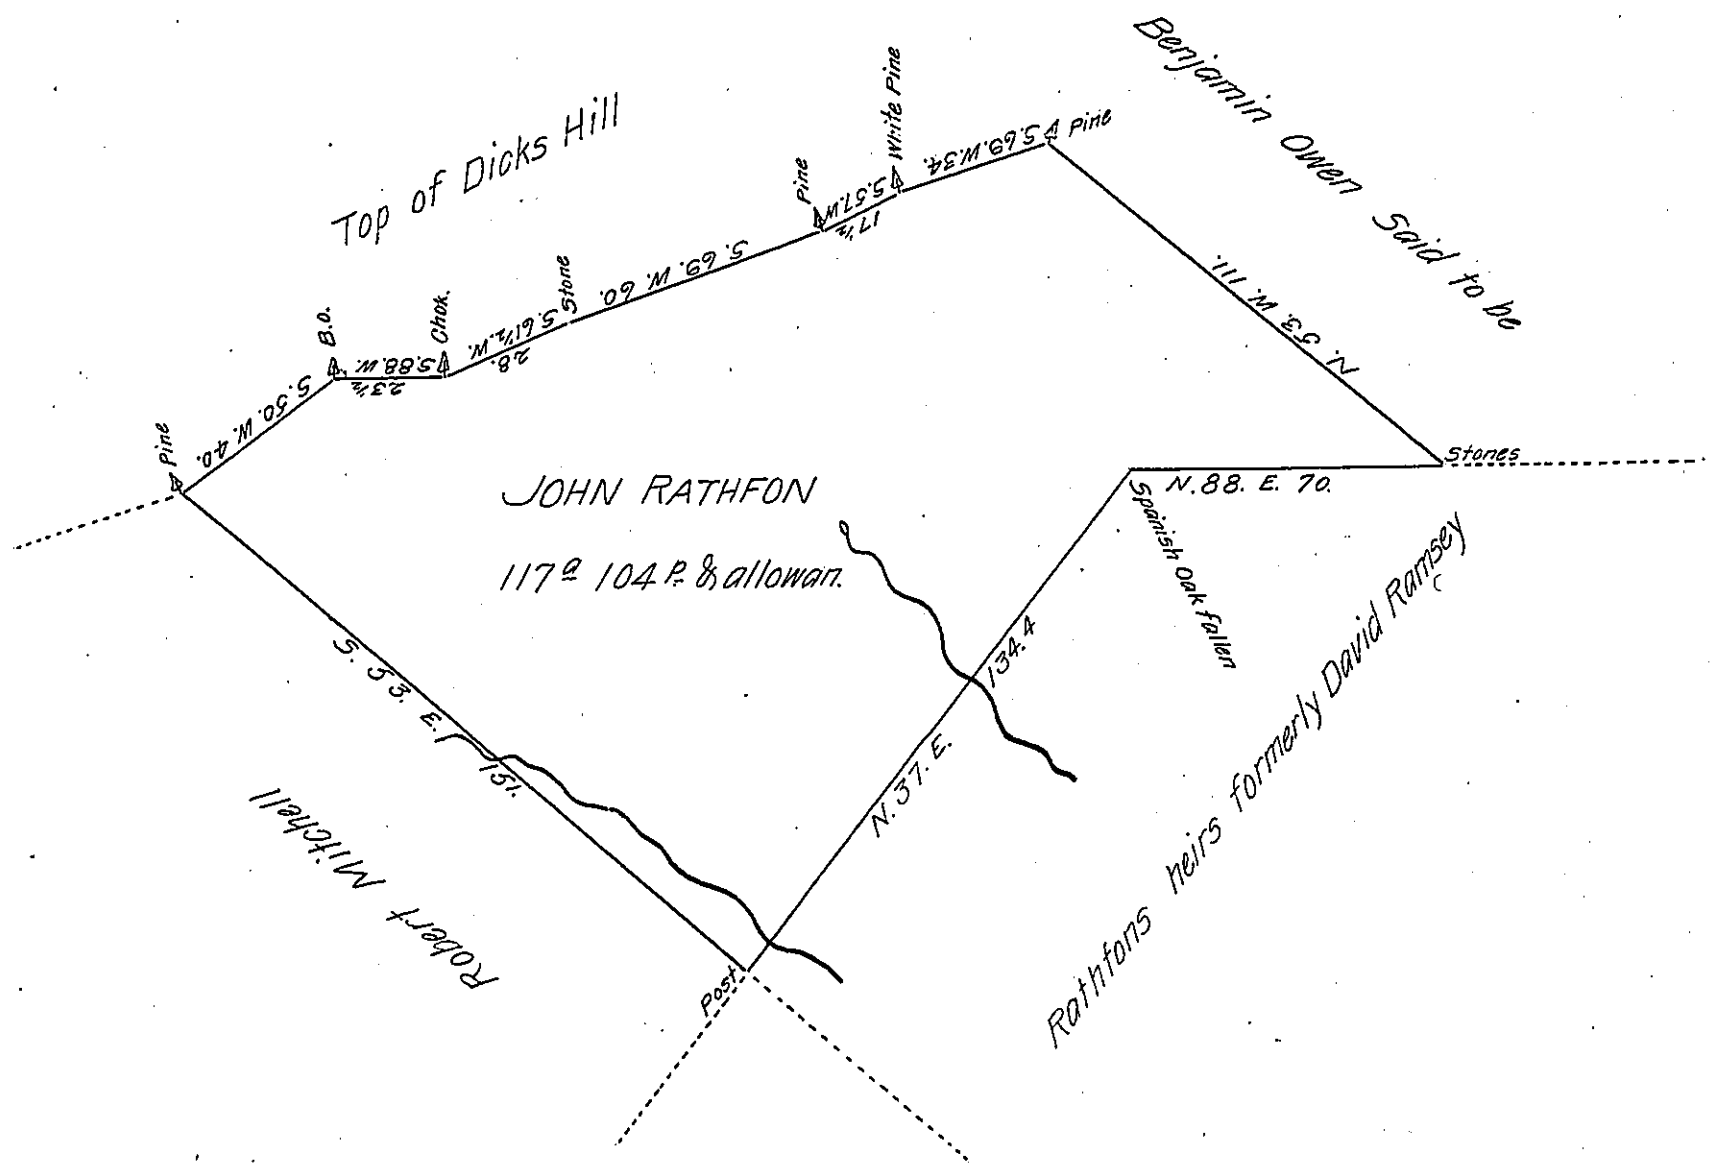 Top of Dicks Hill
Benjamin Owen Said to be
Pine
S. 50. W. 40.
B.O.
S. 88. W.
23½
Chok.
S. 61½. W.
28.
Stone
S. 69. W. 60.
Pine
S. 57. W
17½
White Pine
S. 69. W. 34.
Pine
N. 53. W. 111.
Stones
N. 88. E. 70.
Spanish Oak fallen
JOHN RATHFON
117ª 104 P. & allowan.
134.4
N. 37. E.
S. 53. E.
151.
Post
Robert Mitchell
Rathfons heirs formerly David Ramsey